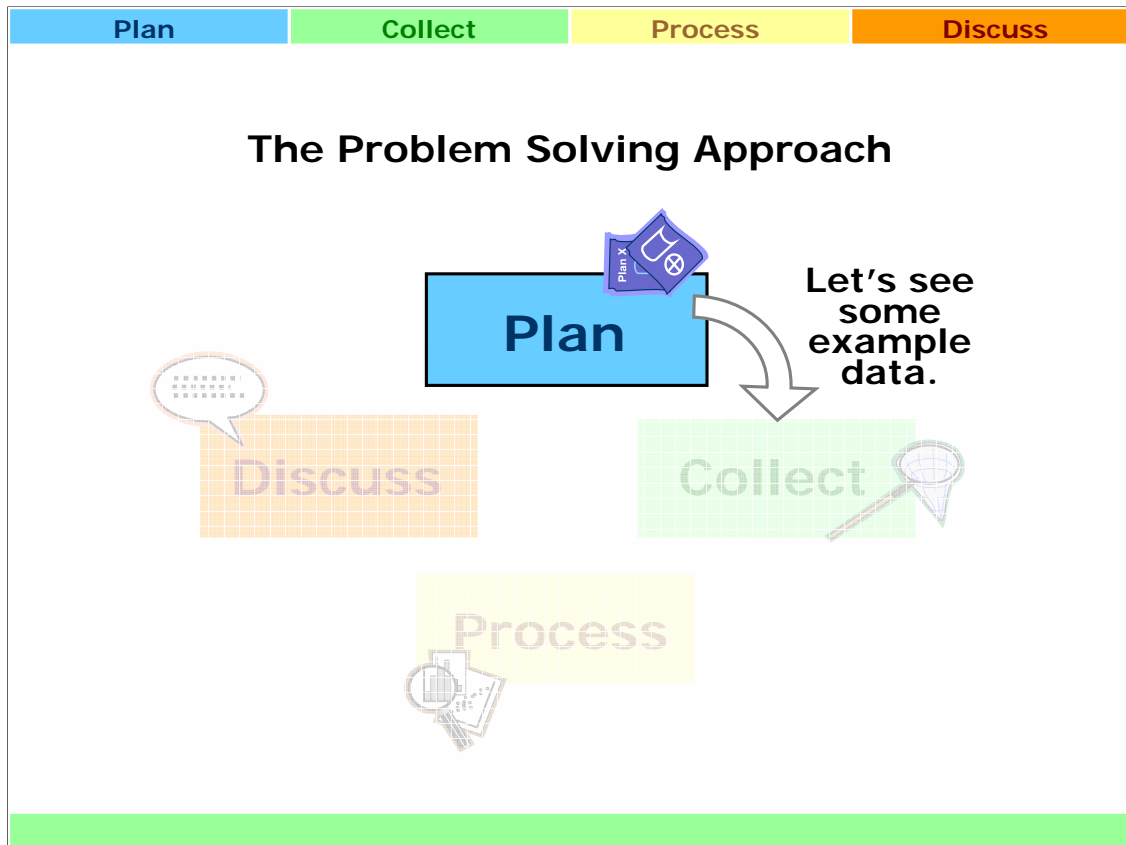 Plan
Collect
Process
Discuss
The Problem Solving Approach
Plan X
Plan
Let's see
some
example
data.
Discuss
Collect
Process